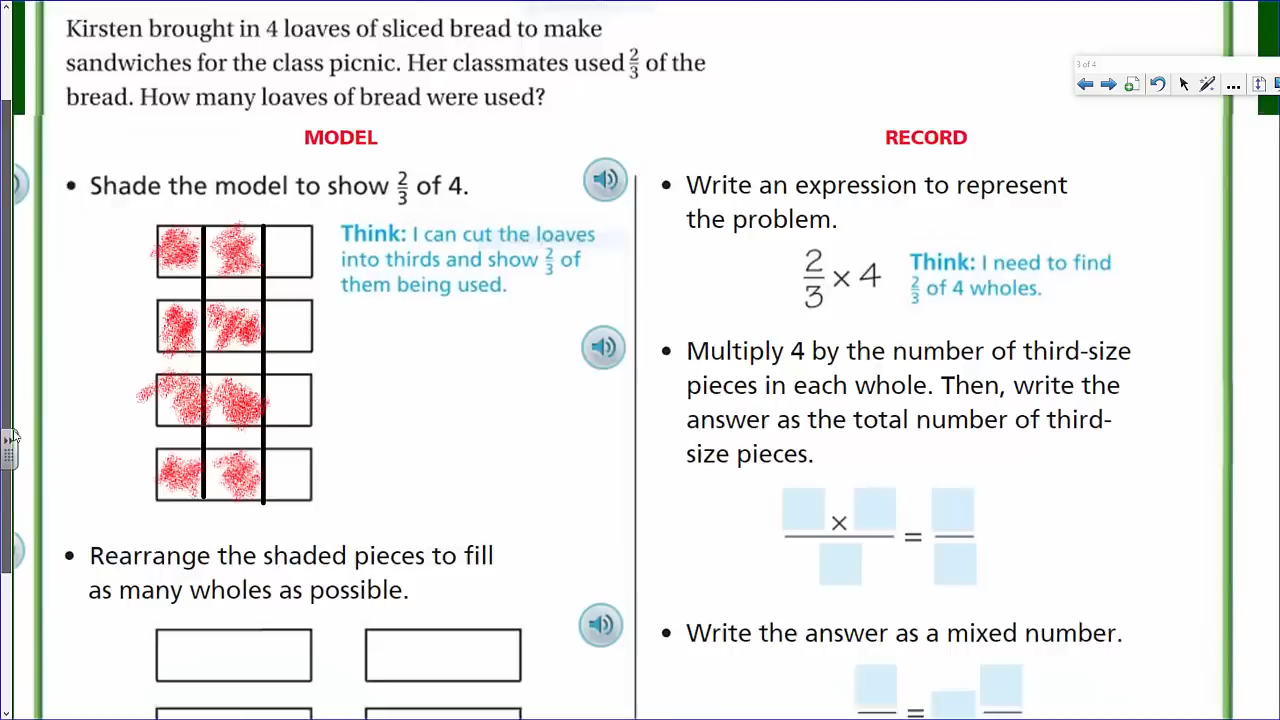 Kirsten brought in 4 loaves of sliced bread to make
sandwiches for the class picnic. Her classmates used 2/3 of the
bread. How many loaves of bread were used?
3 of 4
MODEL
• Shade the model to show 2/3 of 4.
Think: I can cut the loaves
into thirds and show 2/3 of
them being used.
• Rearrange the shaded pieces to fill
as many wholes as possible.
RECORD
• Write an expression to represent
the problem.
2/3 × 4
Think: I need to find
2/3 of 4 wholes.
• Multiply 4 by the number of third-size
pieces in each whole. Then, write the
answer as the total number of third-
size pieces.
× =
• Write the answer as a mixed number.
=